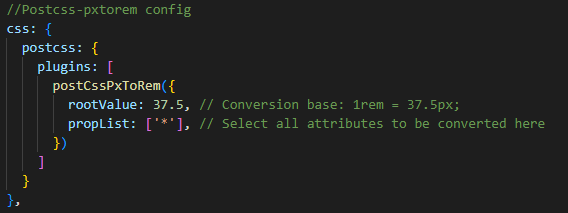 //Postcss-pxtorem config
css: {
  postcss: {
    plugins: [
      postCssPxToRem({
        rootValue: 37.5, // Conversion base: 1rem = 37.5px;
        propList: ['*'], // Select all attributes to be converted here
      })
    ]
  }
},